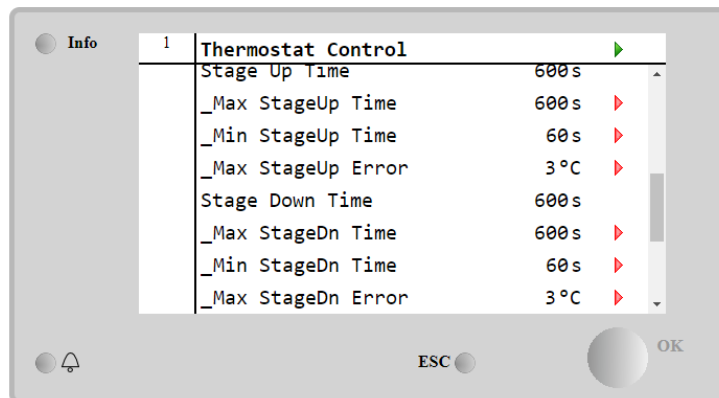 Info
1 Thermostat Control
Stage Up Time 600s
_Max StageUp Time 600s
_Min StageUp Time 60s
_Max StageUp Error 3°C
Stage Down Time 600s
_Max StageDn Time 600s
_Min StageDn Time 60s
_Max StageDn Error 3°C
OK
ESC